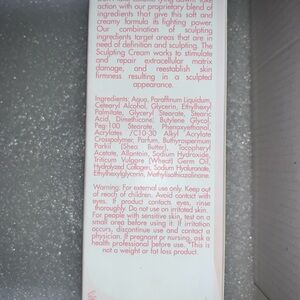 action with our proprietary blend of
ingredients that give this soft and
creamy formula its fighting power.
Our combination of sculpting
ingredients target areas that are in
need of definition and sculpting. The
Sculpting Cream works to stimulate
and repair extracellular matrix
damage, and reestablish skin
firmness resulting in a sculpted
appearance.
Ingredients: Aqua, Paraffinum Liquidum,
Cetearyl Alcohol, Glycerin, Ethylhexyl
Palmitate, Glyceryl Stearate, Stearic
Acid, Dimethicone, Butylene Glycol,
Peg-100 Stearate, Phenoxyethanol,
Acrylates /C10-30 Alkyl Acrylate
Crosspolymer, Parfum, Butyrospermum
Parkii (Shea Butter), Tocopheryl
Acetate, Allantoin, Sodium Hydroxide,
Triticum Vulgare (Wheat) Germ Oil,
Hydrolyzed Collagen, Sodium Hyaluronate,
Ethylhexylglycerin, Methylisothiazolinone.
Warning: For external use only. Keep out
of reach of children. Avoid contact with
eyes. If product contacts eyes, rinse
thoroughly. Do not use on irritated skin.
For people with sensitive skin, test on a
small area before using it. If irritation
occurs, discontinue use and contact a
physician. If pregnant or nursing, ask a
health professional before use. "This is
not a weight or fat loss product.